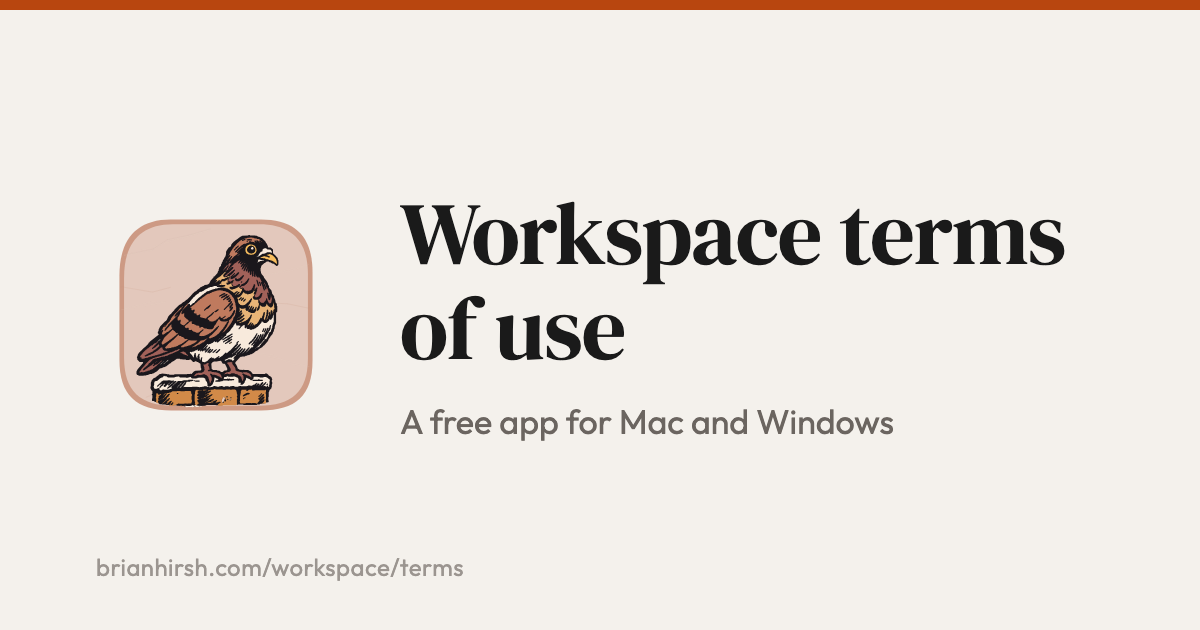 Workspace terms
of use
A free app for Mac and Windows
brianhirsh.com/workspace/terms